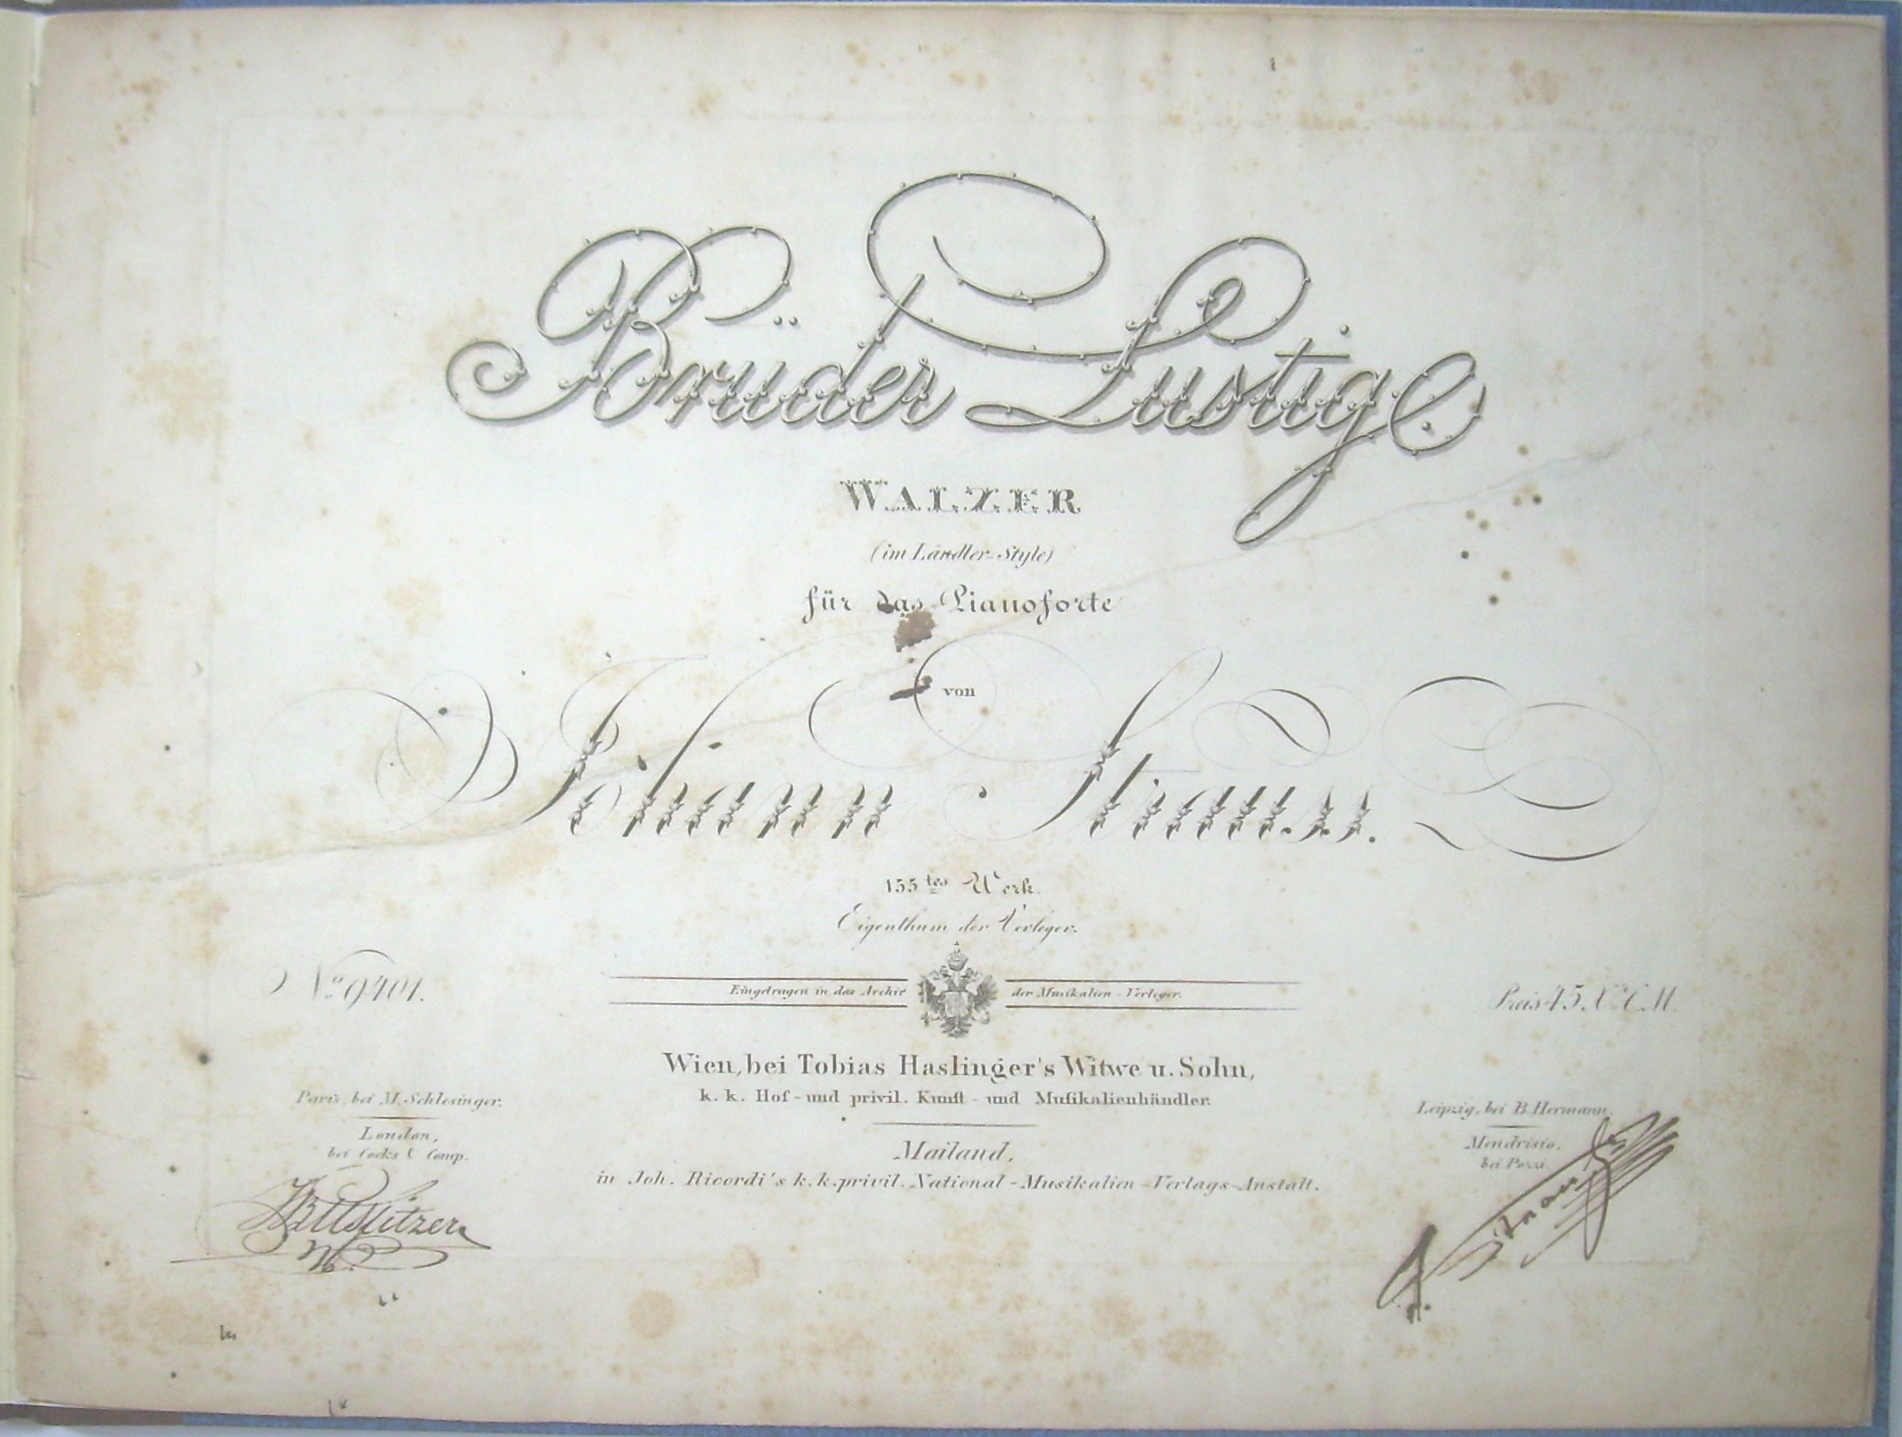 Brüder Lustig.
WALZER
(im Ländler-Style)
für das Pianoforte
von
Johann Strauss.
155tes Werk.
Eigenthum der Verleger.
No. 9401.
Eingetragen in das Archiv der Musikalien-Verleger.
Preis 45 X. C.M.
Wien, bei Tobias Haslinger's Witwe u. Sohn,
k. k. Hof- und privil. Kunst- und Musikalienhändler.
Paris, bei M. Schlesinger.
London,
bei Cocks & Comp.
Mailand,
in Joh. Ricordi's k. k. privil. National-Musikalien-Verlags-Anstalt.
Leipzig, bei B. Hermann.
Mendrisio,
bei Pozzi.